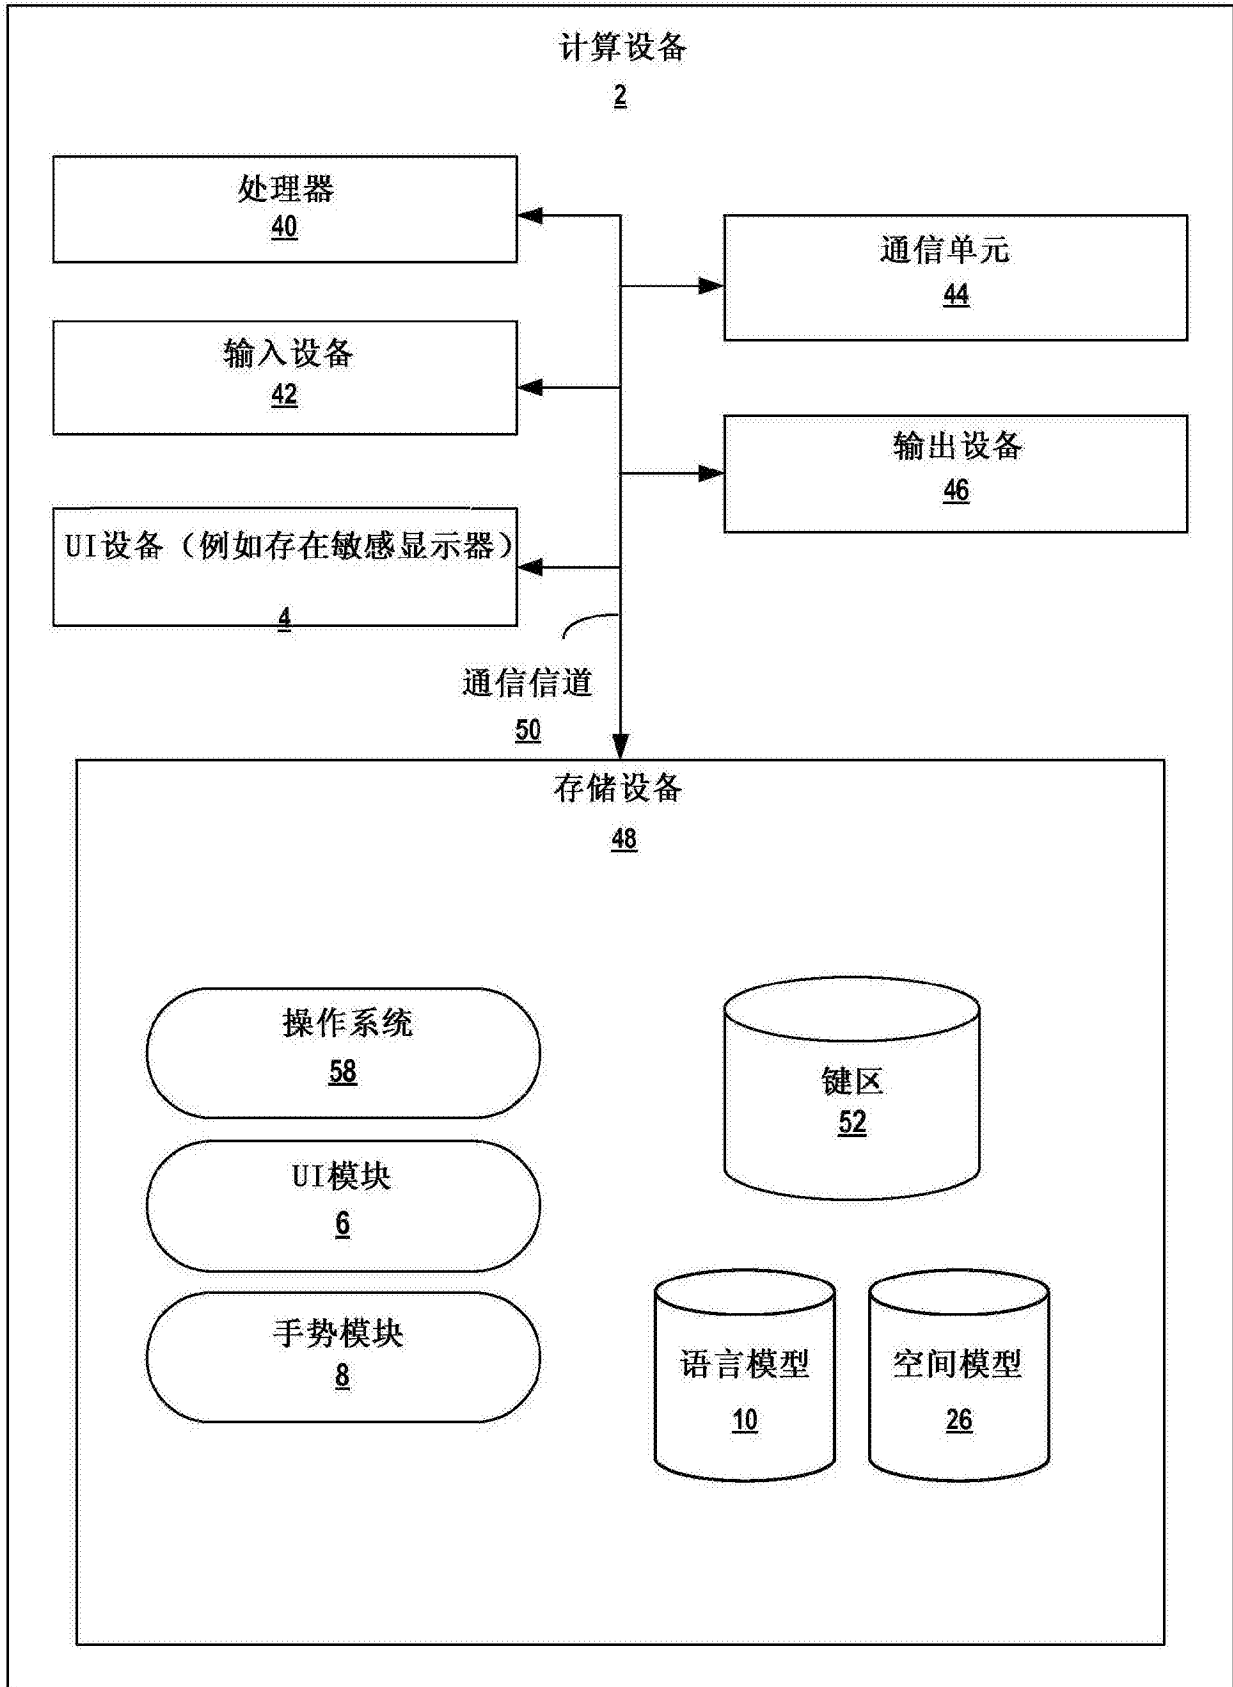 计算设备
2
处理器
40
通信单元
44
输入设备
42
输出设备
46
UI设备（例如存在敏感显示器）
4
通信信道
50
存储设备
48
操作系统
58
键区
52
UI模块
6
手势模块
8
语言模型
10
空间模型
26